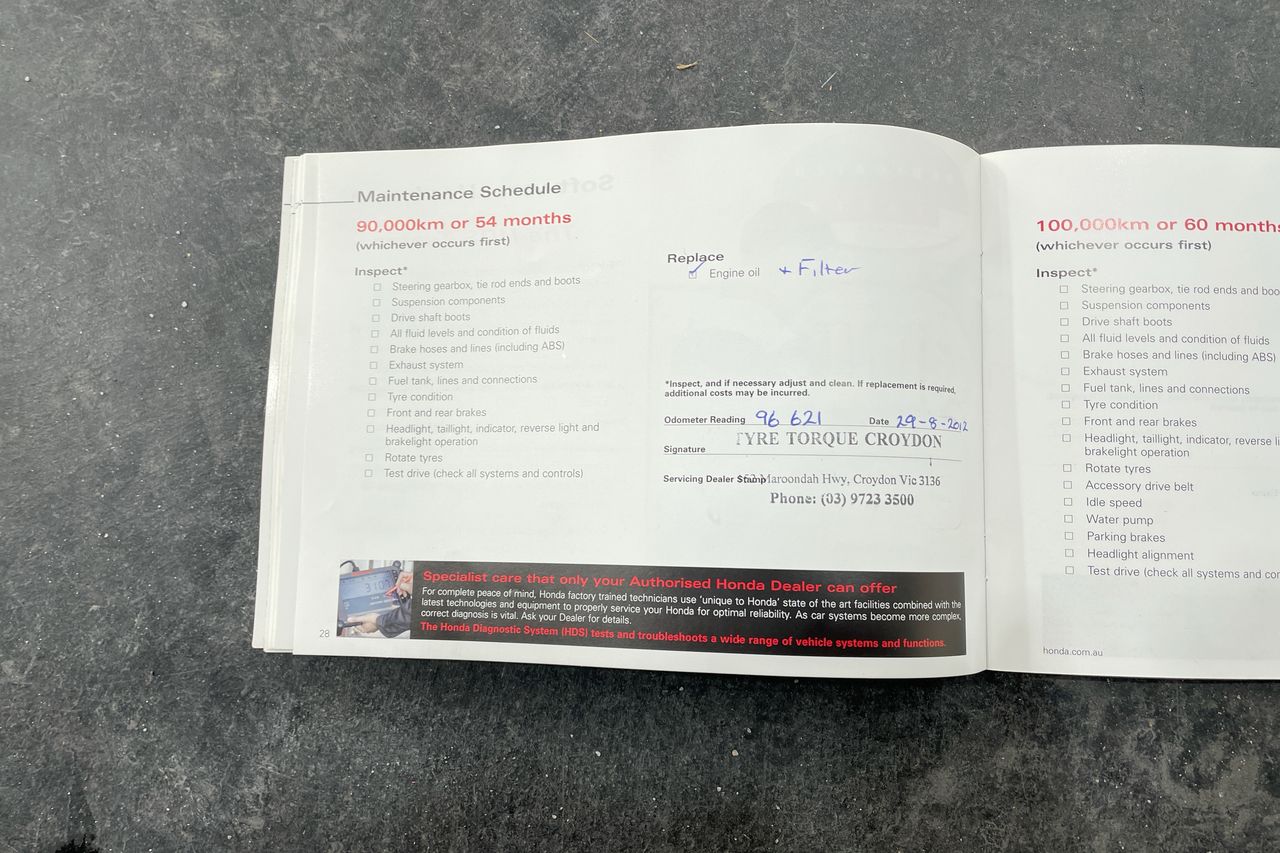 Maintenance Schedule
90,000km or 54 months
(whichever occurs first)
Inspect*
☐ Steering gearbox, tie rod ends and boots
☐ Suspension components
☐ Drive shaft boots
☐ All fluid levels and condition of fluids
☐ Brake hoses and lines (including ABS)
☐ Exhaust system
☐ Fuel tank, lines and connections
☐ Tyre condition
☐ Front and rear brakes
☐ Headlight, taillight, indicator, reverse light and
brakelight operation
☐ Rotate tyres
☐ Test drive (check all systems and controls)
Replace
☑ Engine oil + Filter
*Inspect, and if necessary adjust and clean. If replacement is required,
additional costs may be incurred.
Odometer Reading 96 621 Date 29-8-2012
TYRE TORQUE CROYDON
Signature
Servicing Dealer Stamp Maroondah Hwy, Croydon Vic 3136
Phone: (03) 9723 3500
Specialist care that only your Authorised Honda Dealer can offer
For complete peace of mind, Honda factory trained technicians use 'unique to Honda' state of the art facilities combined with the
latest technologies and equipment to properly service your Honda for optimal reliability. As car systems become more complex,
correct diagnosis is vital. Ask your Dealer for details.
The Honda Diagnostic System (HDS) tests and troubleshoots a wide range of vehicle systems and functions.
28
100,000km or 60 months
(whichever occurs first)
Inspect*
☐ Steering gearbox, tie rod ends and boo
☐ Suspension components
☐ Drive shaft boots
☐ All fluid levels and condition of fluids
☐ Brake hoses and lines (including ABS)
☐ Exhaust system
☐ Fuel tank, lines and connections
☐ Tyre condition
☐ Front and rear brakes
☐ Headlight, taillight, indicator, reverse li
brakelight operation
☐ Rotate tyres
☐ Accessory drive belt
☐ Idle speed
☐ Water pump
☐ Parking brakes
☐ Headlight alignment
☐ Test drive (check all systems and con
honda.com.au